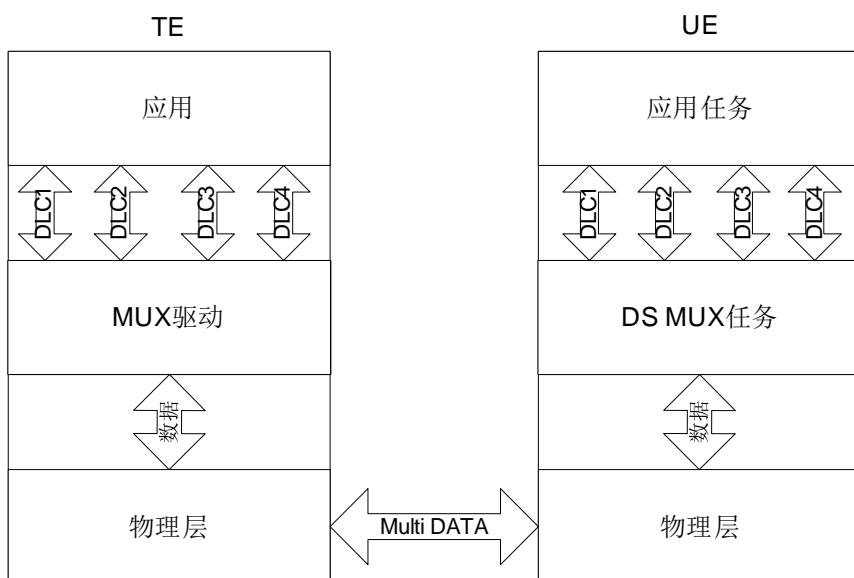 TE
UE
应用
应用任务
DLC1
DLC2
DLC3
DLC4
DLC1
DLC2
DLC3
DLC4
MUX驱动
DS MUX任务
数据
数据
物理层
Multi DATA
物理层